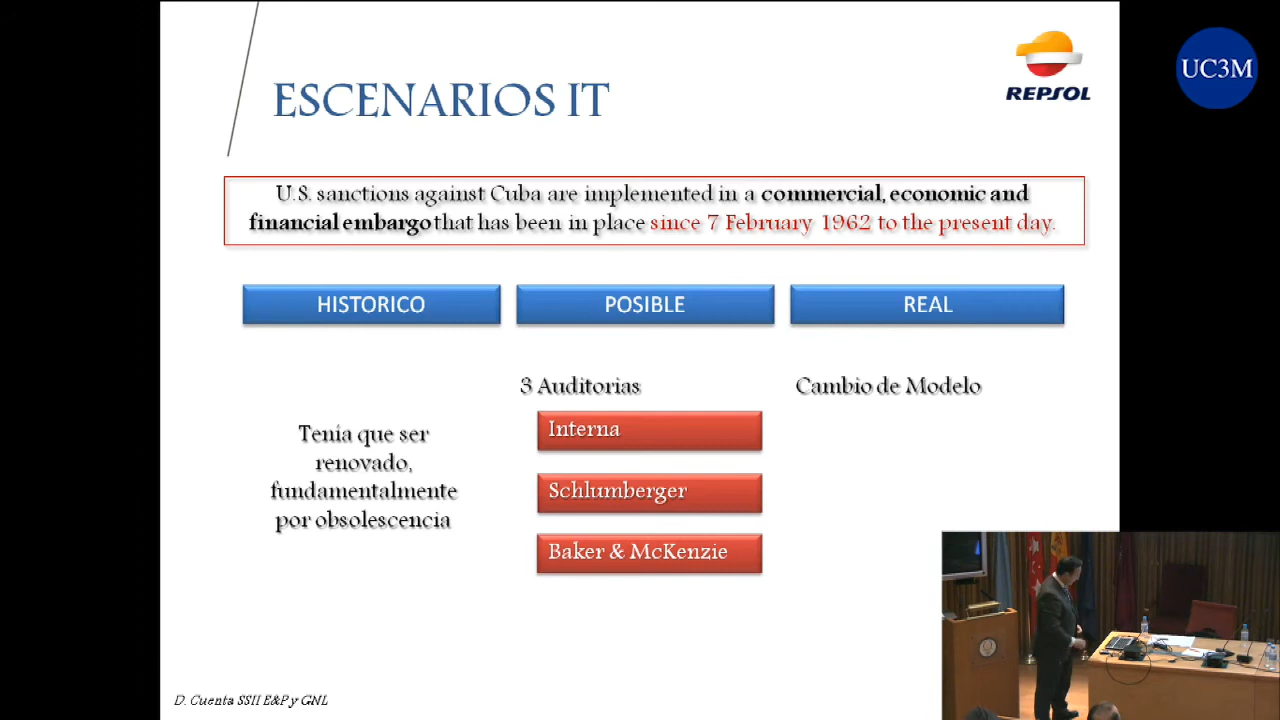 ESCENARIOS IT
REPSOL
UC3M
U.S. sanctions against Cuba are implemented in a commercial, economic and
financial embargo that has been in place since 7 February 1962 to the present day.
HISTORICO
POSIBLE
REAL
3 Auditorias
Cambio de Modelo
Interna
Tenía que ser
renovado,
fundamentalmente
por obsolescencia
Schlumberger
Baker & McKenzie
D. Cuenta SSII E&P y GNL